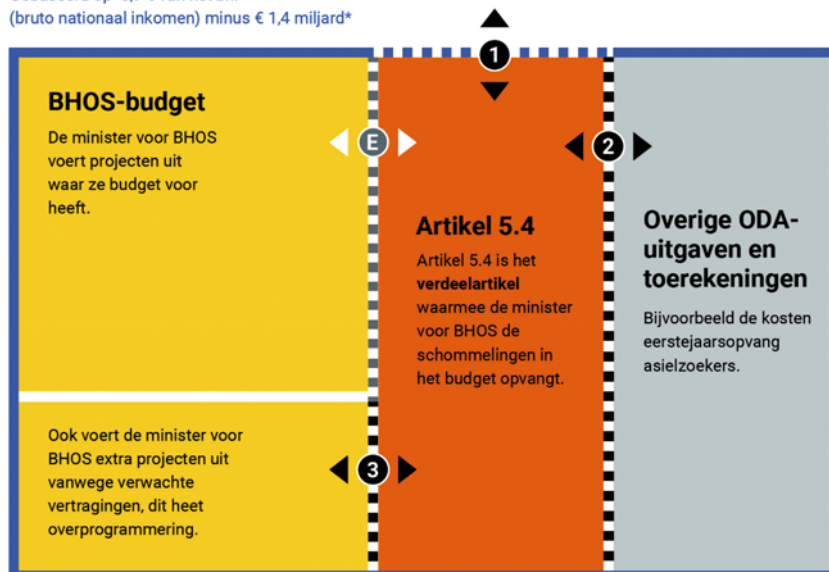 (bruto nationaal inkomen) minus € 1,4 miljard*
1
BHOS-budget
De minister voor BHOS
voert projecten uit
waar ze budget voor
heeft.
E
2
Artikel 5.4
Artikel 5.4 is het
verdeelartikel
waarmee de minister
voor BHOS de
schommelingen in
het budget opvangt.
Overige ODA-
uitgaven en
toerekeningen
Bijvoorbeeld de kosten
eerstejaarsopvang
asielzoekers.
Ook voert de minister voor
BHOS extra projecten uit
vanwege verwachte
vertragingen, dit heet
overprogrammering.
3